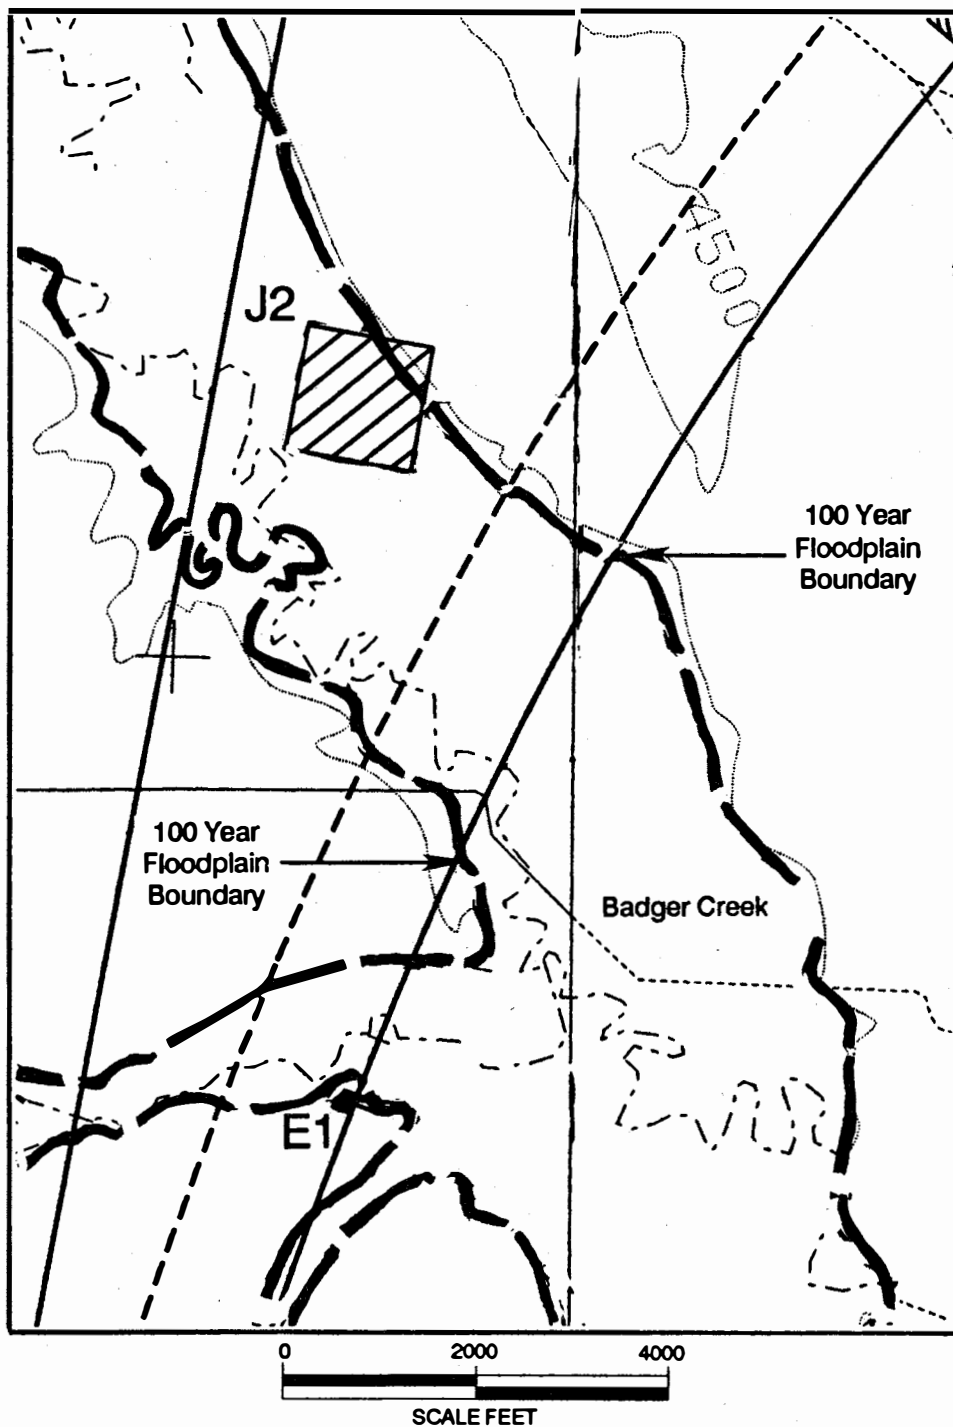 4500
J2
100 Year
Floodplain
Boundary
100 Year
Floodplain
Boundary
Badger Creek
E1
0 2000 4000
SCALE FEET